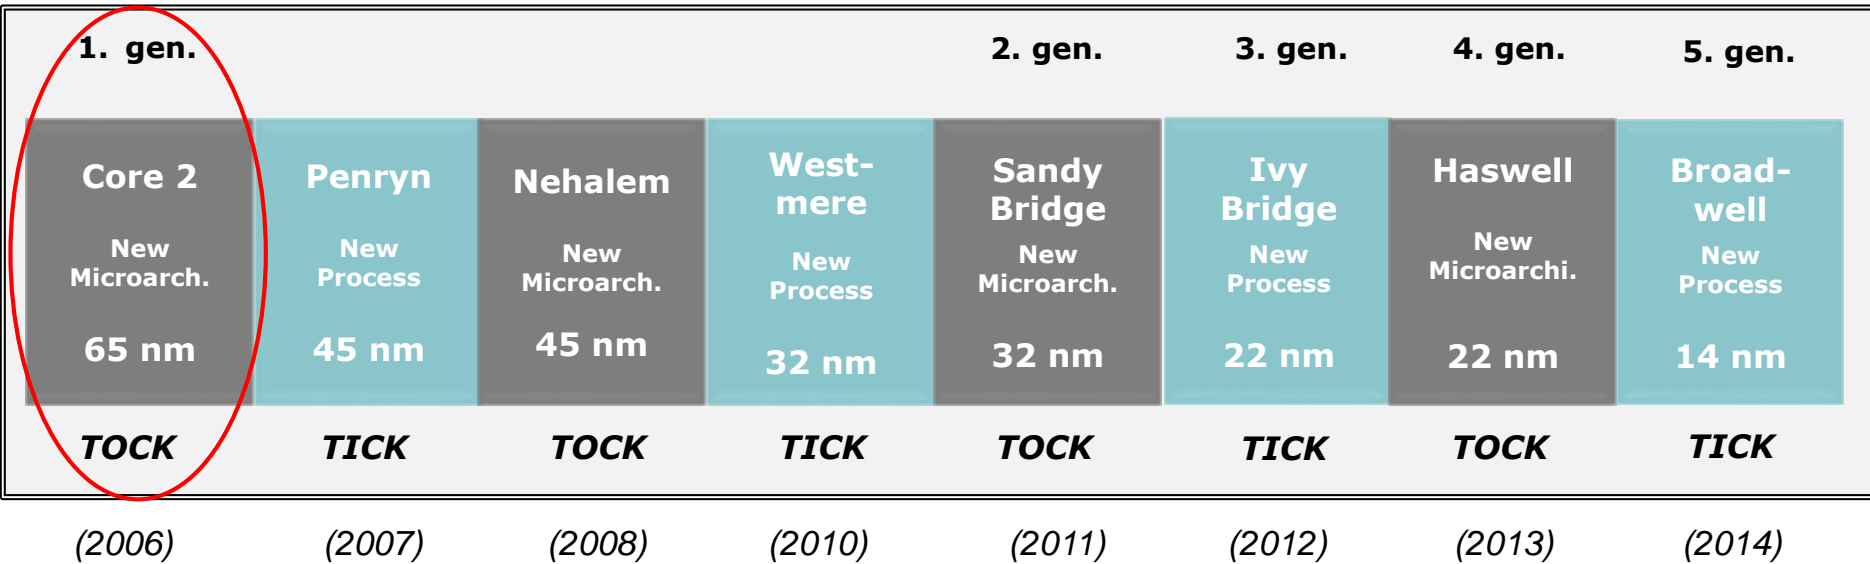 1. gen.
2. gen.
3. gen.
4. gen.
5. gen.
Core 2
New
Microarch.
65 nm
Penryn
New
Process
45 nm
Nehalem
New
Microarch.
45 nm
West-
mere
New
Process
32 nm
Sandy
Bridge
New
Microarch.
32 nm
Ivy
Bridge
New
Process
22 nm
Haswell
New
Microarchi.
22 nm
Broad-
well
New
Process
14 nm
TOCK
TICK
TOCK
TICK
TOCK
TICK
TOCK
TICK
(2006)
(2007)
(2008)
(2010)
(2011)
(2012)
(2013)
(2014)